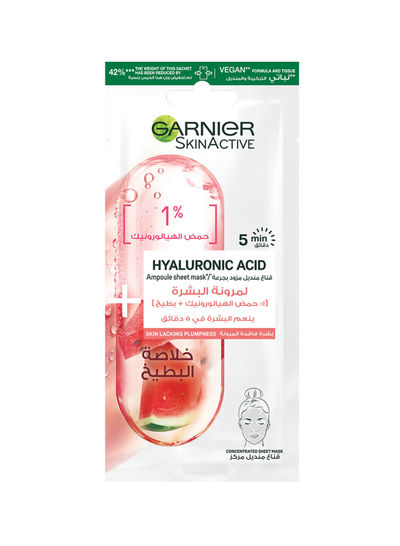 42%*** THE WEIGHT OF THIS SACHET HAS BEEN REDUCED BY
VEGAN** FORMULA AND TISSUE
نباتي** التركيبة والمنديل
GARNIER
SKINACTIVE
1%
حمض الهيالورونيك
5 min
دقائق
HYALURONIC ACID
Ampoule sheet mask*/قناع منديل مزود بجرعة*
لمرونة البشرة
حمض الهيالورونيك + بطيخ
ينعم البشرة في ٥ دقائق
SKIN LACKING PLUMPNESS بشرة فاقدة المرونة
خلاصة
البطيخ
CONCENTRATED SHEET MASK
قناع منديل مركز